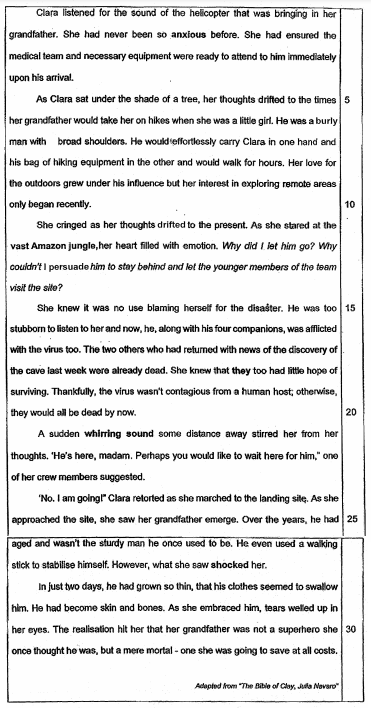 Clara listened for the sound of the helicopter that was bringing in her
grandfather. She had never been so anxious before. She had ensured the
medical team and necessary equipment were ready to attend to him immediately
upon his arrival.
As Clara sat under the shade of a tree, her thoughts drifted to the times 5
her grandfather would take her on hikes when she was a little girl. He was a burly
man with broad shoulders. He would effortlessly carry Clara in one hand and
his bag of hiking equipment in the other and would walk for hours. Her love for
the outdoors grew under his influence but her interest in exploring remote areas
only began recently. 10
She cringed as her thoughts drifted to the present. As she stared at the
vast Amazon jungle, her heart filled with emotion. Why did I let him go? Why
couldn't I persuade him to stay behind and let the younger members of the team
visit the site?
She knew it was no use blaming herself for the disaster. He was too 15
stubborn to listen to her and now, he, along with his four companions, was afflicted
with the virus too. The two others who had returned with news of the discovery of
the cave last week were already dead. She knew that they too had little hope of
surviving. Thankfully, the virus wasn't contagious from a human host; otherwise,
they would all be dead by now. 20
A sudden whirring sound some distance away stirred her from her
thoughts. 'He's here, madam. Perhaps you would like to wait here for him," one
of her crew members suggested.
'No. I am going!" Clara retorted as she marched to the landing site. As she
approached the site, she saw her grandfather emerge. Over the years, he had 25
aged and wasn't the sturdy man he once used to be. He even used a walking
stick to stabilise himself. However, what she saw shocked her.
In just two days, he had grown so thin, that his clothes seemed to swallow
him. He had become skin and bones. As she embraced him, tears welled up in
her eyes. The realisation hit her that her grandfather was not a superhero she 30
once thought he was, but a mere mortal - one she was going to save at all costs.
Adapted from "The Bible of Clay, Julia Navaro"